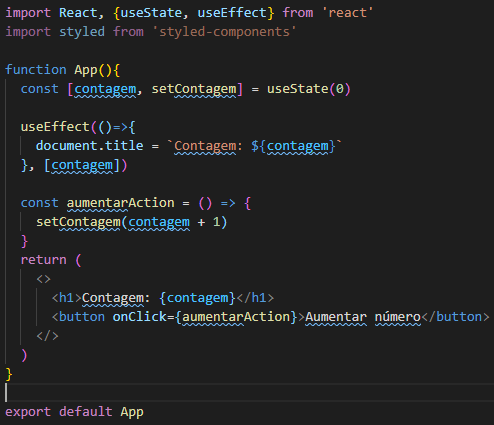 import React, {useState, useEffect} from 'react'
import styled from 'styled-components'
function App(){
const [contagem, setContagem] = useState(0)
useEffect(()=>{
document.title = `Contagem: ${contagem}`
}, [contagem])
const aumentarAction = () => {
setContagem(contagem + 1)
}
return (
<>
<h1>Contagem: {contagem}</h1>
<button onClick={aumentarAction}>Aumentar número</button>
</>
)
}
export default App